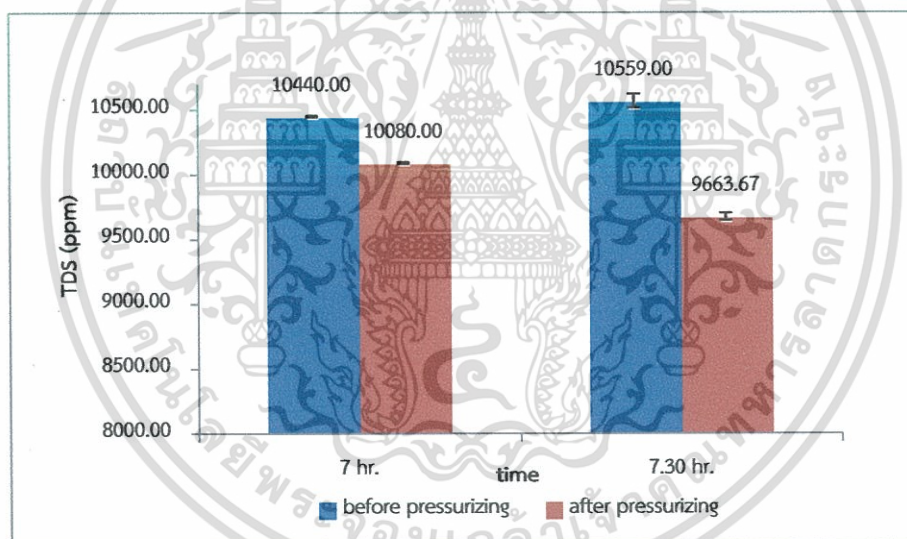 10559.00
10440.00
10500.00
10080.00
10000.00
9663.67
9500.00
9000.00
8500.00
8000.00
TDS (ppm)
7 hr.
7.30 hr.
time
before pressurizing
after pressurizing